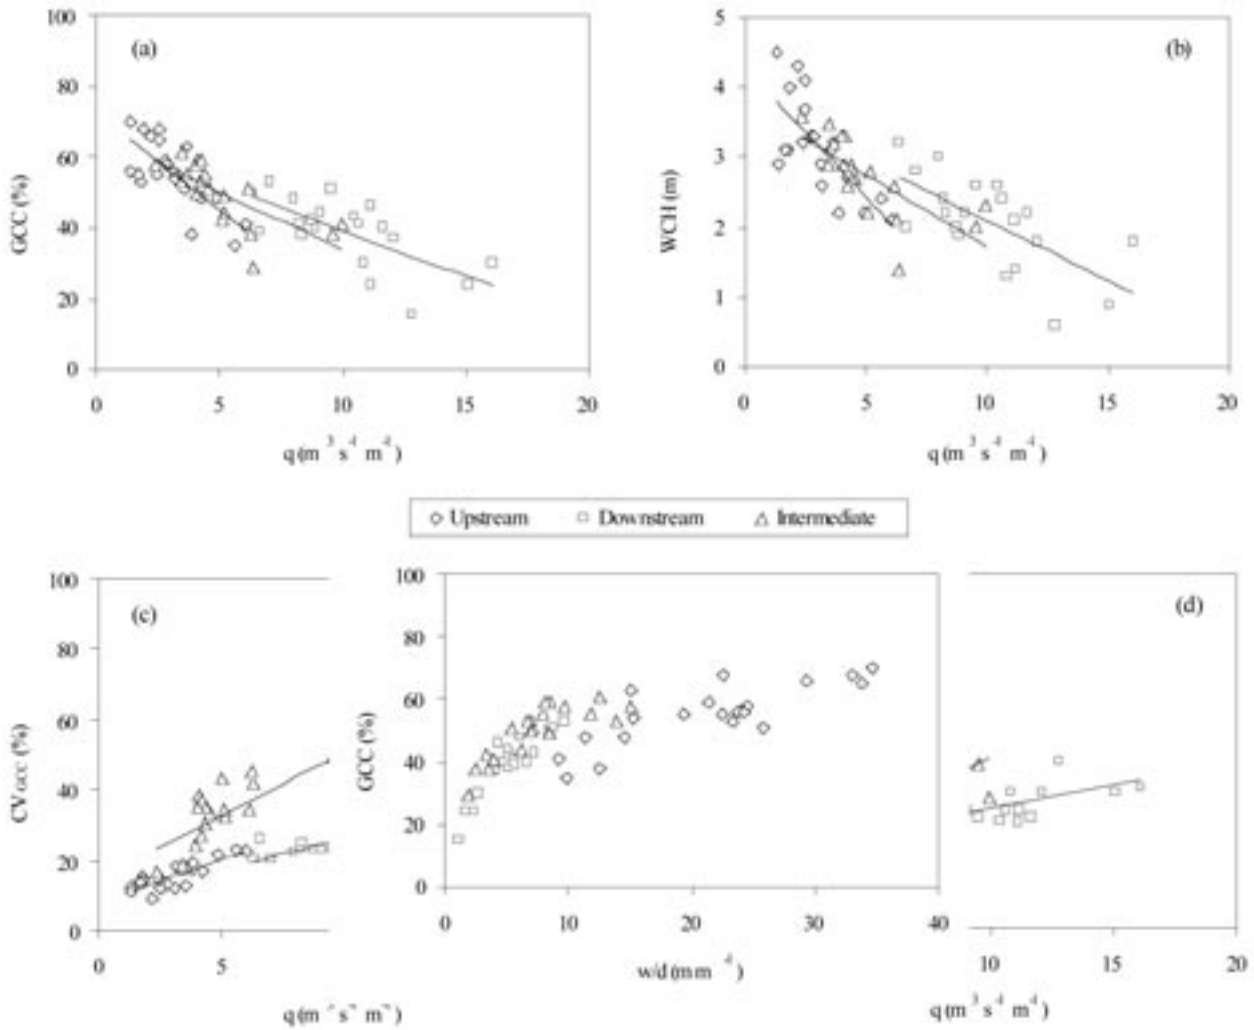 (a)
GCC (%)
100
80
60
40
20
0
0 5 10 15 20
q (m 3 s -1 m -1)
(b)
WCH (m)
5
4
3
2
1
0
0 5 10 15 20
q (m 3 s -1 m -1)
Upstream Downstream Intermediate
(c)
CV GCC (%)
100
80
60
40
20
0
0 5
GCC (%)
100
80
60
40
20
0
0 10 20 30 40
w/d (m m -1)
(d)
10 15 20
q (m 3 s -1 m -1)